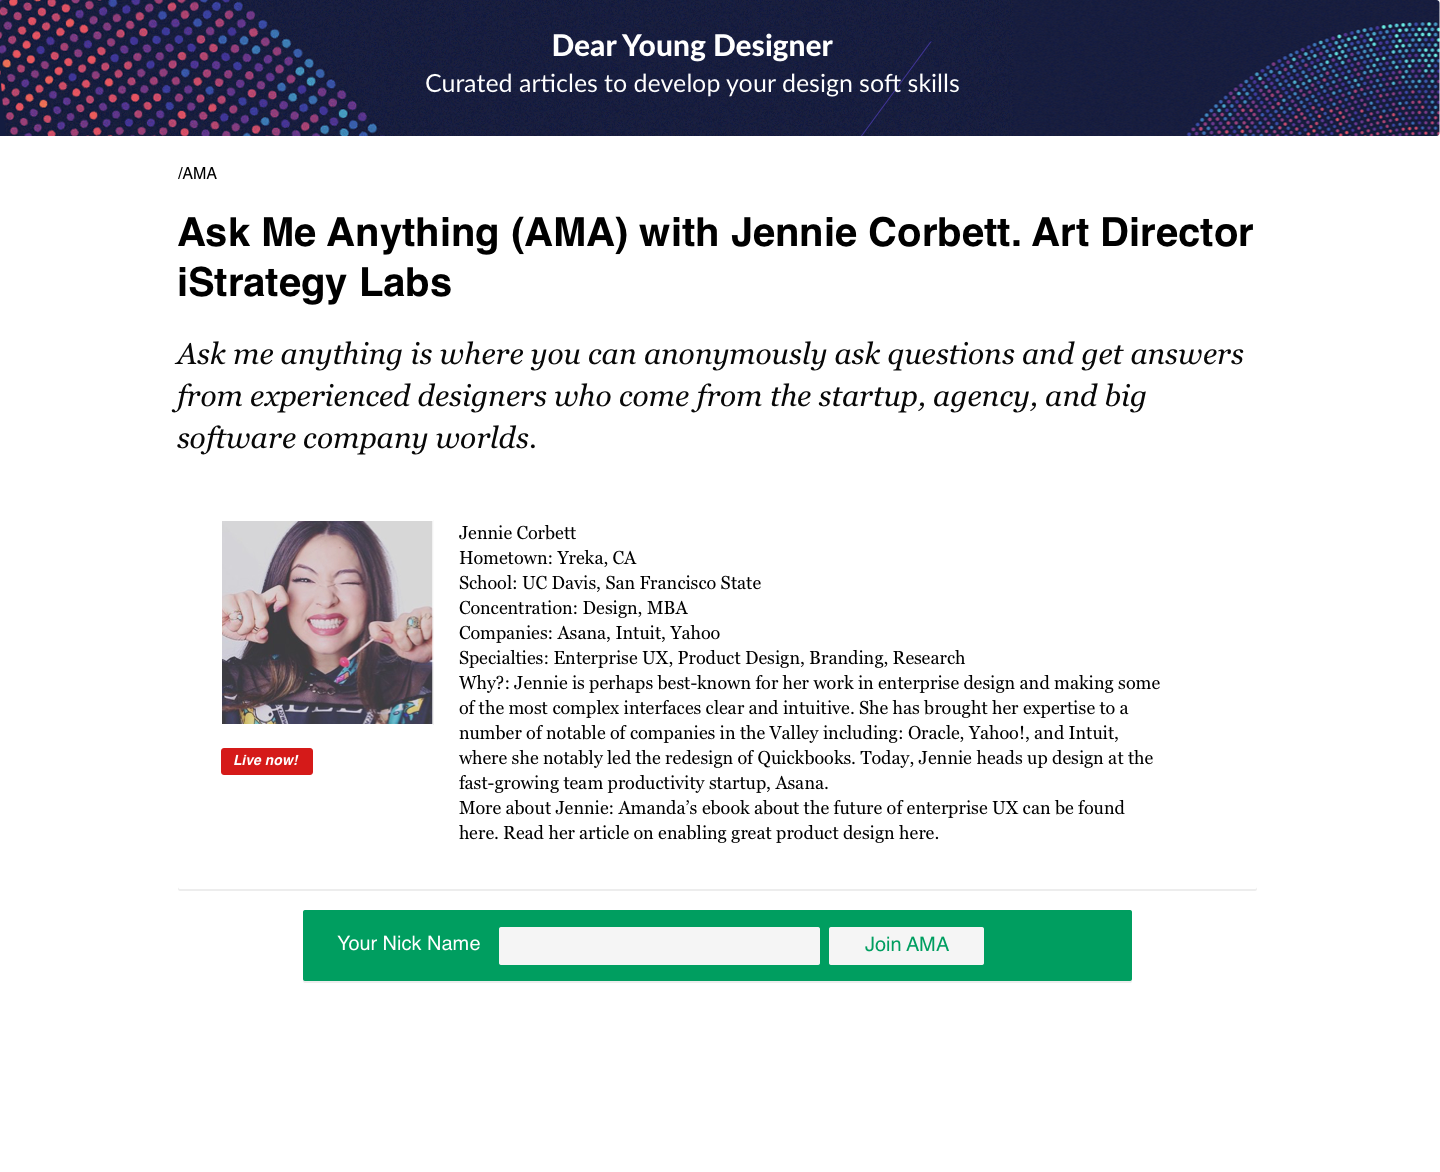 Dear Young Designer
Curated articles to develop your design soft skills
/AMA
Ask Me Anything (AMA) with Jennie Corbett. Art Director
iStrategy Labs
Ask me anything is where you can anonymously ask questions and get answers
from experienced designers who come from the startup, agency, and big
software company worlds.
Jennie Corbett
Hometown: Yreka, CA
School: UC Davis, San Francisco State
Concentration: Design, MBA
Companies: Asana, Intuit, Yahoo
Specialties: Enterprise UX, Product Design, Branding, Research
Why?: Jennie is perhaps best-known for her work in enterprise design and making some
of the most complex interfaces clear and intuitive. She has brought her expertise to a
number of notable of companies in the Valley including: Oracle, Yahoo!, and Intuit,
where she notably led the redesign of Quickbooks. Today, Jennie heads up design at the
fast-growing team productivity startup, Asana.
More about Jennie: Amanda’s ebook about the future of enterprise UX can be found
here. Read her article on enabling great product design here.
Live now!
Your Nick Name
Join AMA